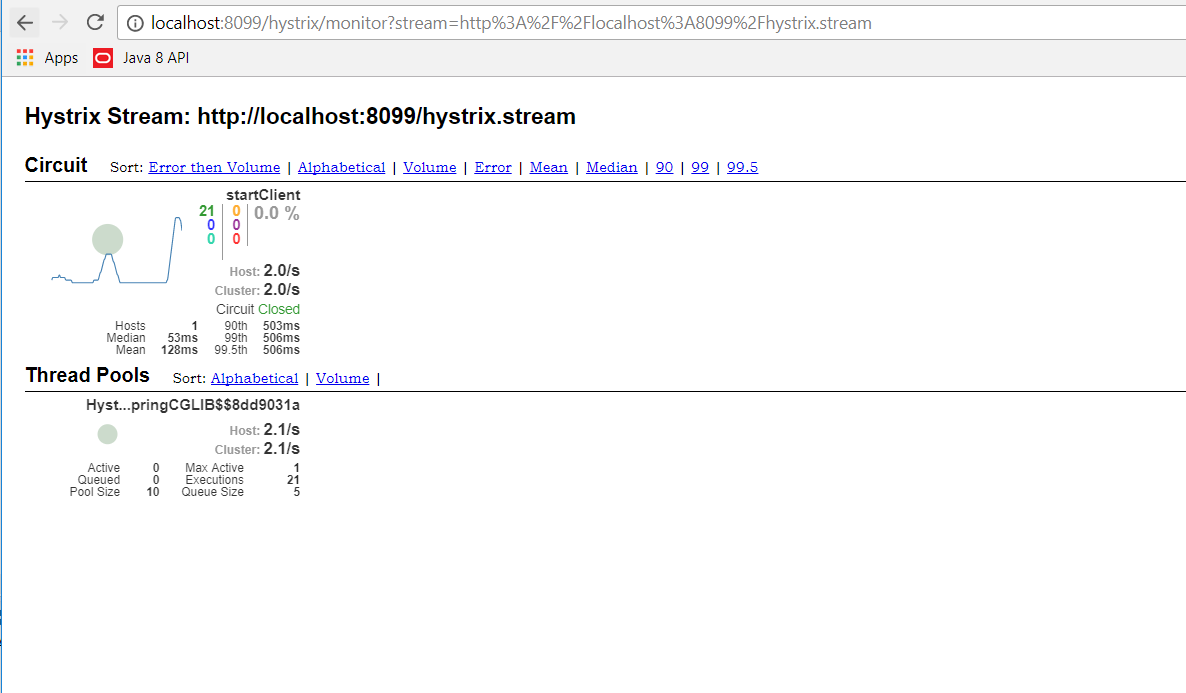 localhost:8099/hystrix/monitor?stream=http%3A%2F%2Flocalhost%3A8099%2Fhystrix.stream
Apps Java 8 API
Hystrix Stream: http://localhost:8099/hystrix.stream
Circuit Sort: Error then Volume | Alphabetical | Volume | Error | Mean | Median | 90 | 99 | 99.5
startClient
21 0 0.0 %
0 0
0 0
Host: 2.0/s
Cluster: 2.0/s
Circuit Closed
Hosts 1 90th 503ms
Median 53ms 99th 506ms
Mean 128ms 99.5th 506ms
Thread Pools Sort: Alphabetical | Volume |
Hyst...pringCGLIB$$8dd9031a
Host: 2.1/s
Cluster: 2.1/s
Active 0 Max Active 1
Queued 0 Executions 21
Pool Size 10 Queue Size 5